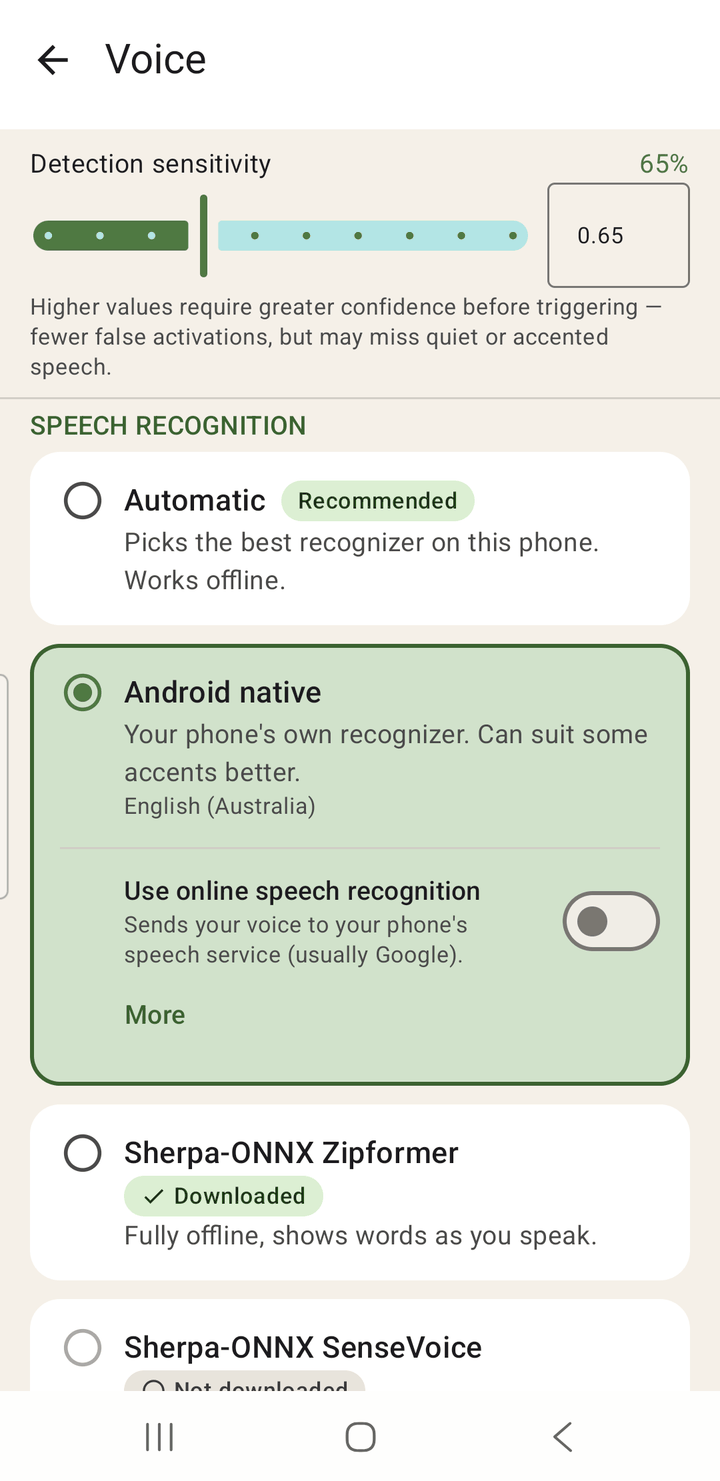 Voice
Detection sensitivity
65%
0.65
Higher values require greater confidence before triggering —
fewer false activations, but may miss quiet or accented
speech.
SPEECH RECOGNITION
Automatic
Recommended
Picks the best recognizer on this phone.
Works offline.
Android native
Your phone's own recognizer. Can suit some
accents better.
English (Australia)
Use online speech recognition
Sends your voice to your phone's
speech service (usually Google).
More
Sherpa-ONNX Zipformer
Downloaded
Fully offline, shows words as you speak.
Sherpa-ONNX SenseVoice
Not downloaded